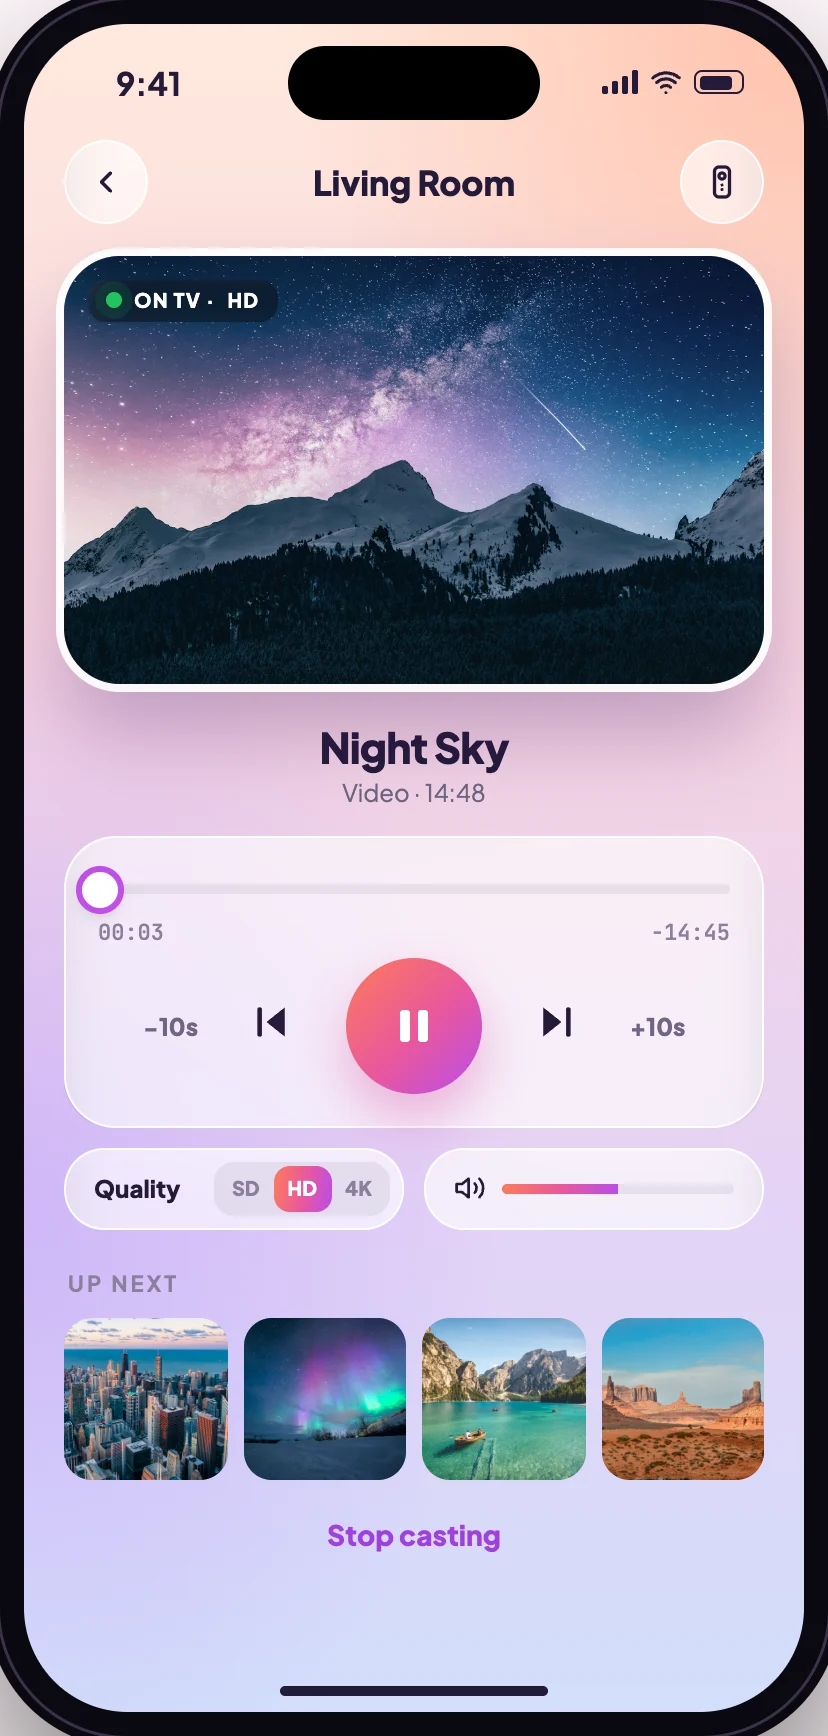 9:41
Living Room
ON TV · HD
Night Sky
Video · 14:48
00:03 -14:45
–10s +10s
Quality SD HD 4K
UP NEXT
Stop casting